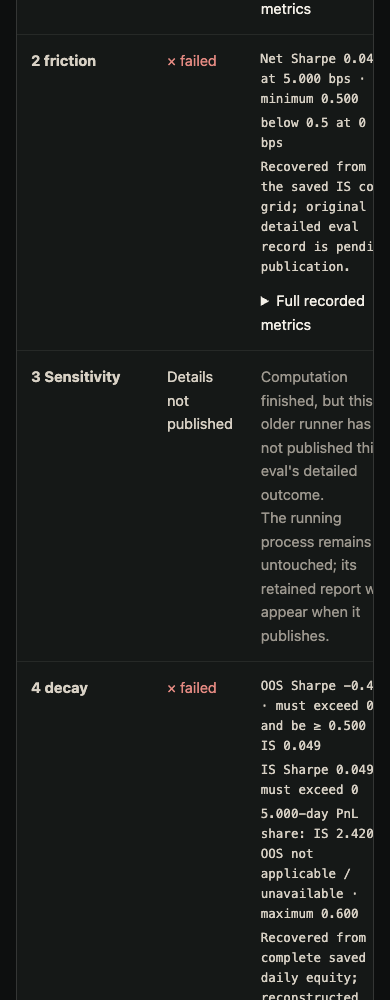 metrics
2 friction
× failed
Net Sharpe 0.04
at 5.000 bps ·
minimum 0.500
below 0.5 at 0
bps
Recovered from
the saved IS co
grid; original
detailed eval
record is pendi
publication.
▶ Full recorded
metrics
3 Sensitivity
Details
not
published
Computation
finished, but this
older runner has
not published thi
eval's detailed
outcome.
The running
process remains
untouched; its
retained report w
appear when it
publishes.
4 decay
× failed
OOS Sharpe −0.4
· must exceed 0
and be ≥ 0.500
IS 0.049
IS Sharpe 0.049
must exceed 0
5.000-day PnL
share: IS 2.420
OOS not
applicable /
unavailable ·
maximum 0.600
Recovered from
complete saved
daily equity;
reconstructed